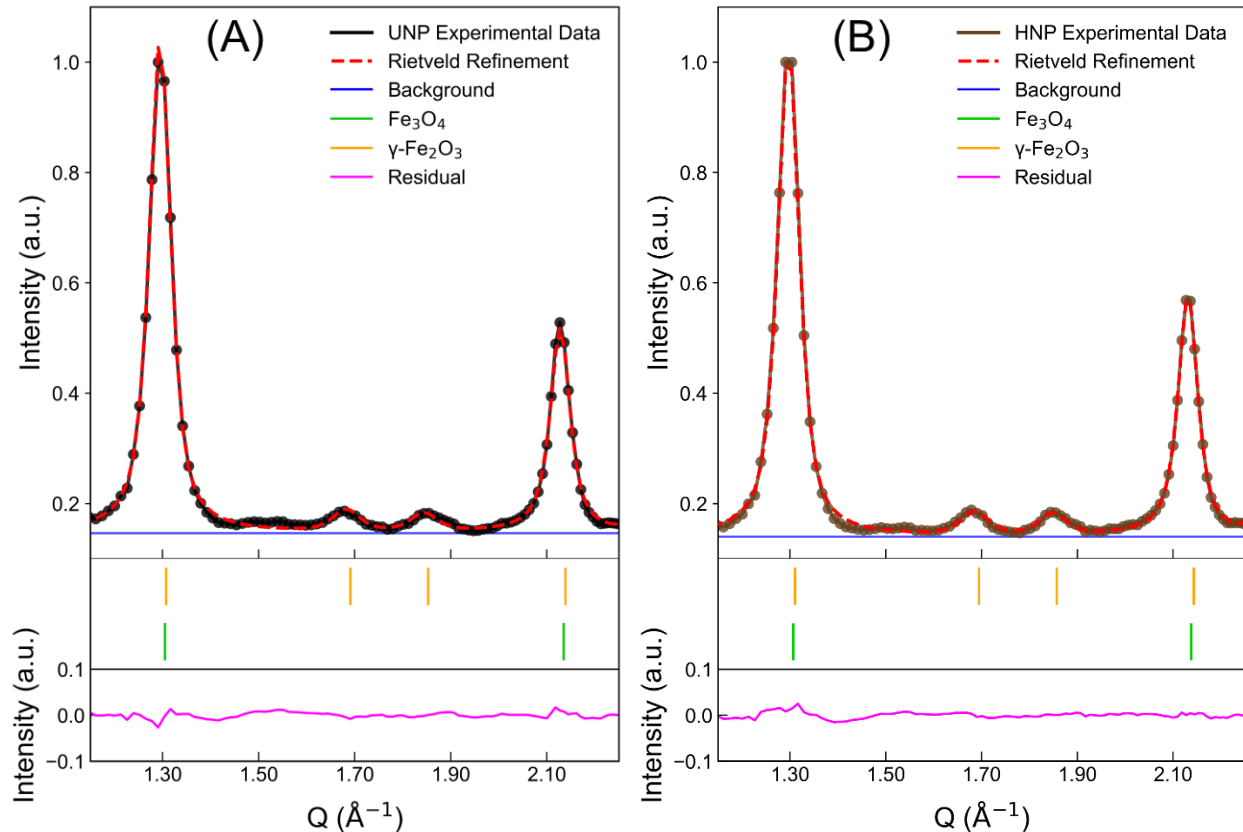 (A)
UNP Experimental Data
Rietveld Refinement
Background
Fe₃O₄
γ-Fe₂O₃
Residual
Intensity (a.u.)
1.0
0.8
0.6
0.4
0.2
Intensity (a.u.)
0.1
0.0
−0.1
1.30
1.50
1.70
1.90
2.10
Q (Å⁻¹)
(B)
HNP Experimental Data
Rietveld Refinement
Background
Fe₃O₄
γ-Fe₂O₃
Residual
Intensity (a.u.)
1.0
0.8
0.6
0.4
0.2
Intensity (a.u.)
0.1
0.0
−0.1
1.30
1.50
1.70
1.90
2.10
Q (Å⁻¹)